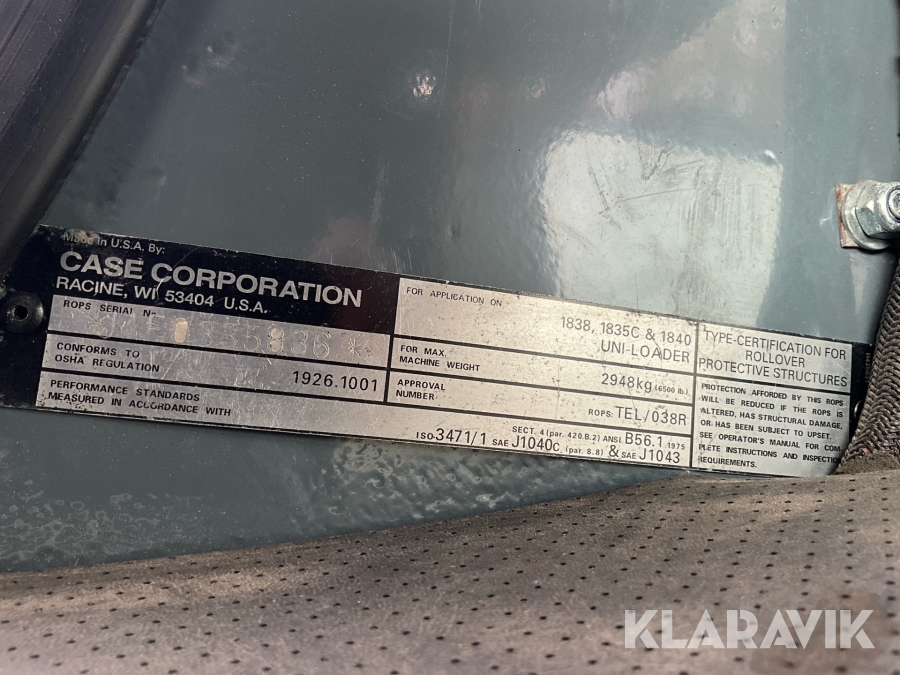 Made in U.S.A. By:
CASE CORPORATION
RACINE, WI 53404 U.S.A.
ROPS SERIAL
CONFORMS TO
OSHA REGULATION
1926.1001
PERFORMANCE STANDARDS
MEASURED IN ACCORDANCE WITH
ISO 3471/1 SAE J1040C (par. 8.8) & SAE J1043
SECT. 4 (par. 420.B.2) ANSI B56.1 1975
FOR APPLICATION ON
1838, 1835C & 1840
UNI-LOADER
FOR MAX.
MACHINE WEIGHT
2948kg (6500 lb.)
APPROVAL
NUMBER
ROPS: TEL/038R
TYPE-CERTIFICATION FOR
ROLLOVER
PROTECTIVE STRUCTURES
PROTECTION AFFORDED BY THIS ROPS
WILL BE REDUCED IF THE ROPS IS
ALTERED, HAS STRUCTURAL DAMAGE,
OR HAS BEEN SUBJECT TO UPSET.
SEE OPERATOR'S MANUAL FOR COM-
PLETE INSTRUCTIONS AND INSPECTION
REQUIREMENTS.
KLARAVIK